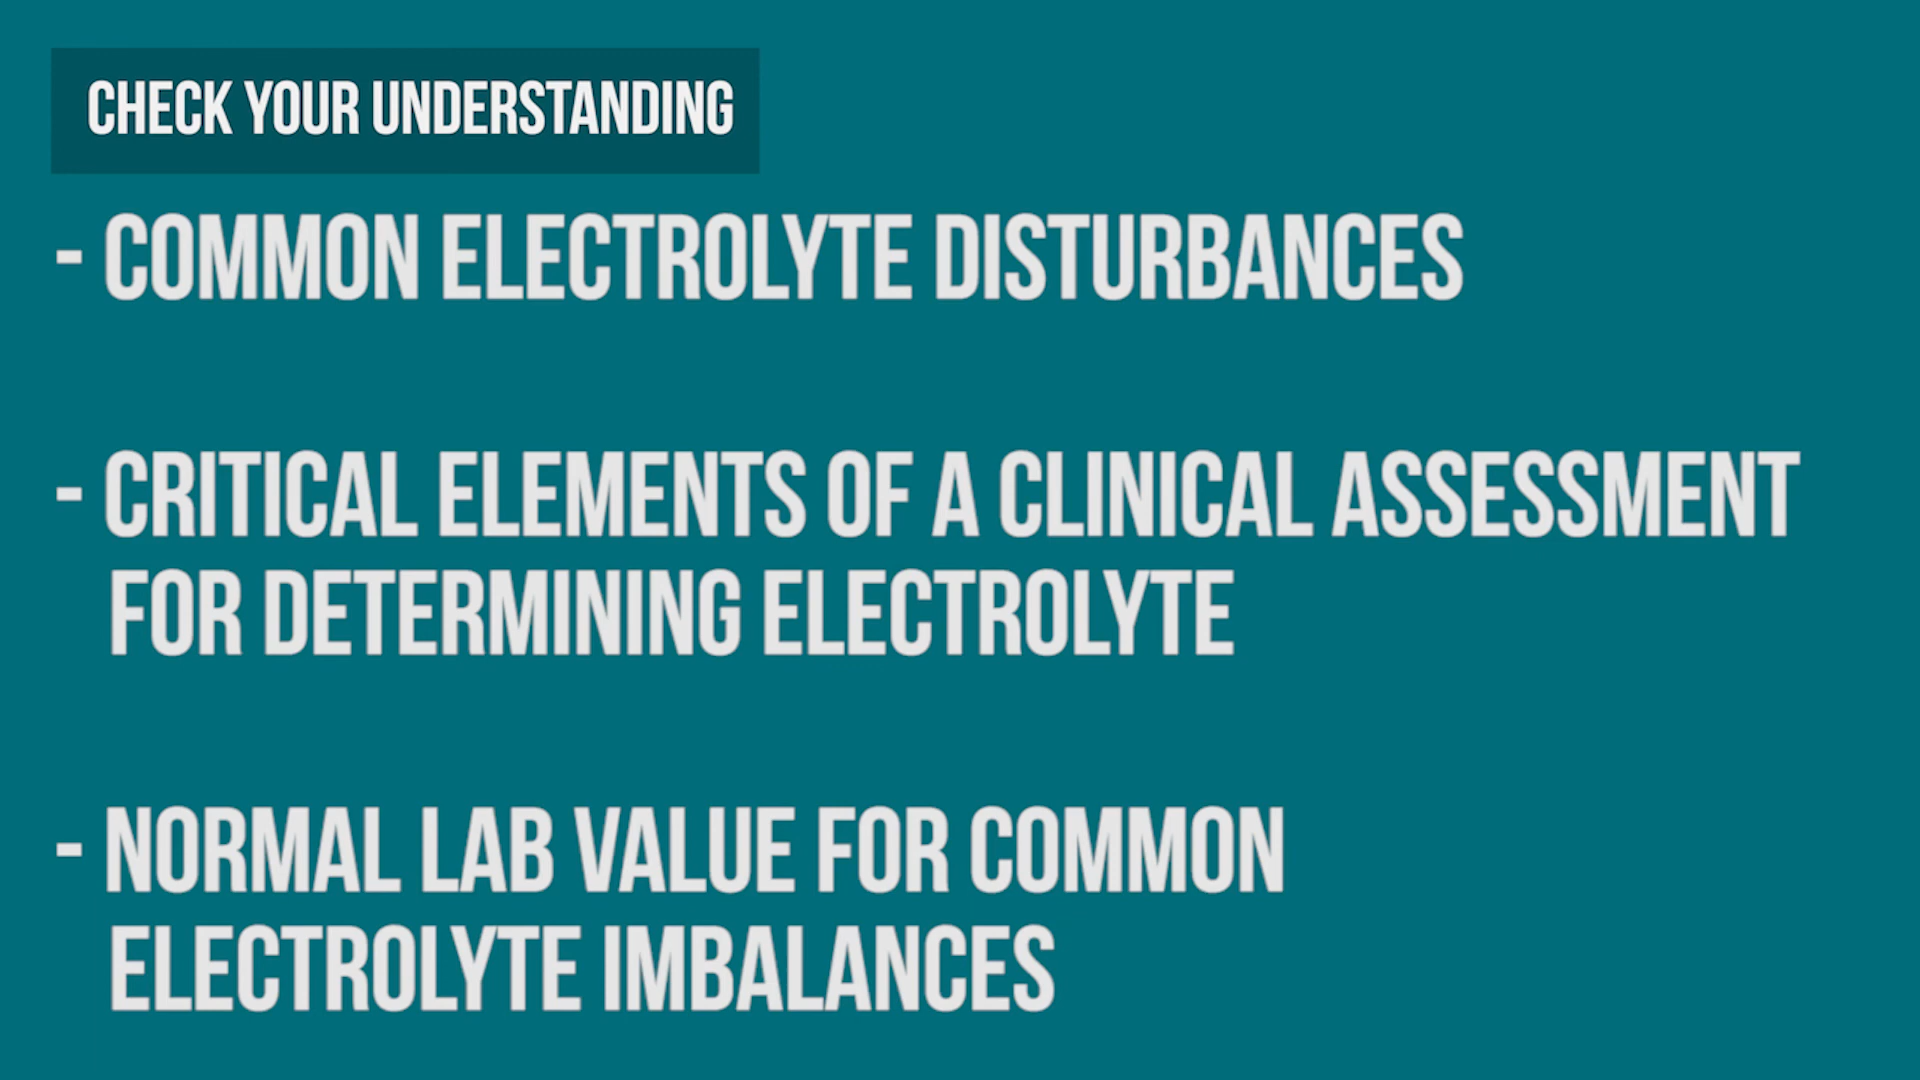 CHECK YOUR UNDERSTANDING
- COMMON ELECTROLYTE DISTURBANCES
- CRITICAL ELEMENTS OF A CLINICAL ASSESSMENT
FOR DETERMINING ELECTROLYTE
- NORMAL LAB VALUE FOR COMMON
ELECTROLYTE IMBALANCES